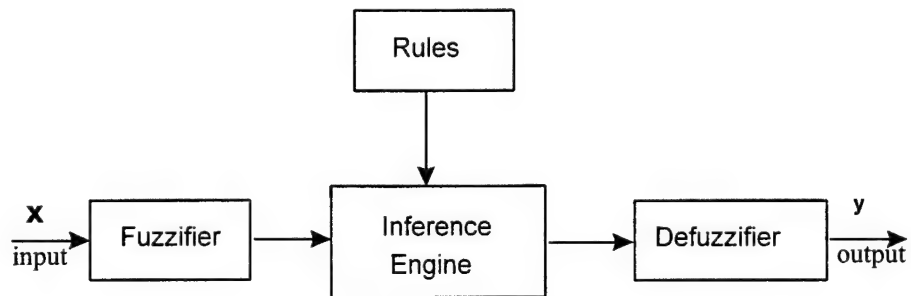 Rules
x
input
Fuzzifier
Inference
Engine
Defuzzifier
y
output